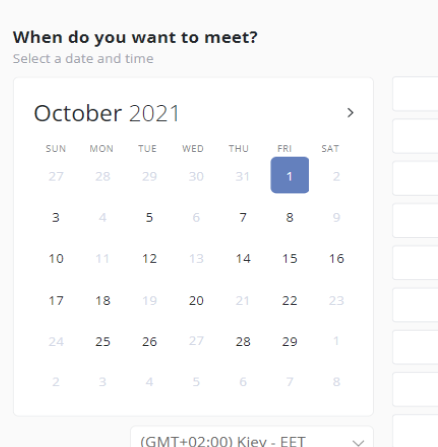 When do you want to meet?
Select a date and time
October 2021
SUN MON TUE WED THU FRI SAT
27 28 29 30 31 1 2
3 4 5 6 7 8 9
10 11 12 13 14 15 16
17 18 19 20 21 22 23
24 25 26 27 28 29 1
2 3 4 5 6 7 8
(GMT+02:00) Kiev - EET